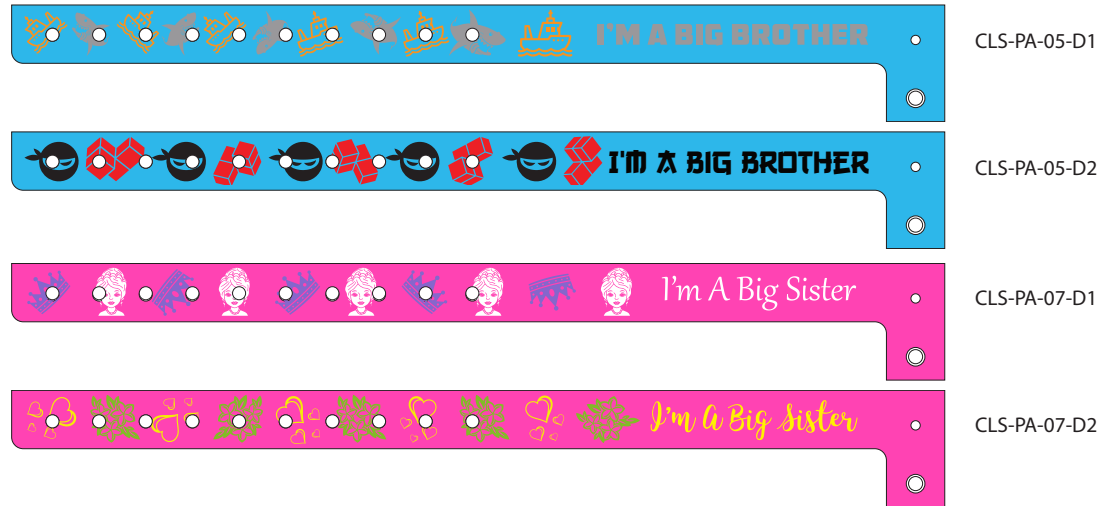 I'M A BIG BROTHER
CLS-PA-05-D1
I'M A BIG BROTHER
CLS-PA-05-D2
I'm A Big Sister
CLS-PA-07-D1
I'm A Big Sister
CLS-PA-07-D2